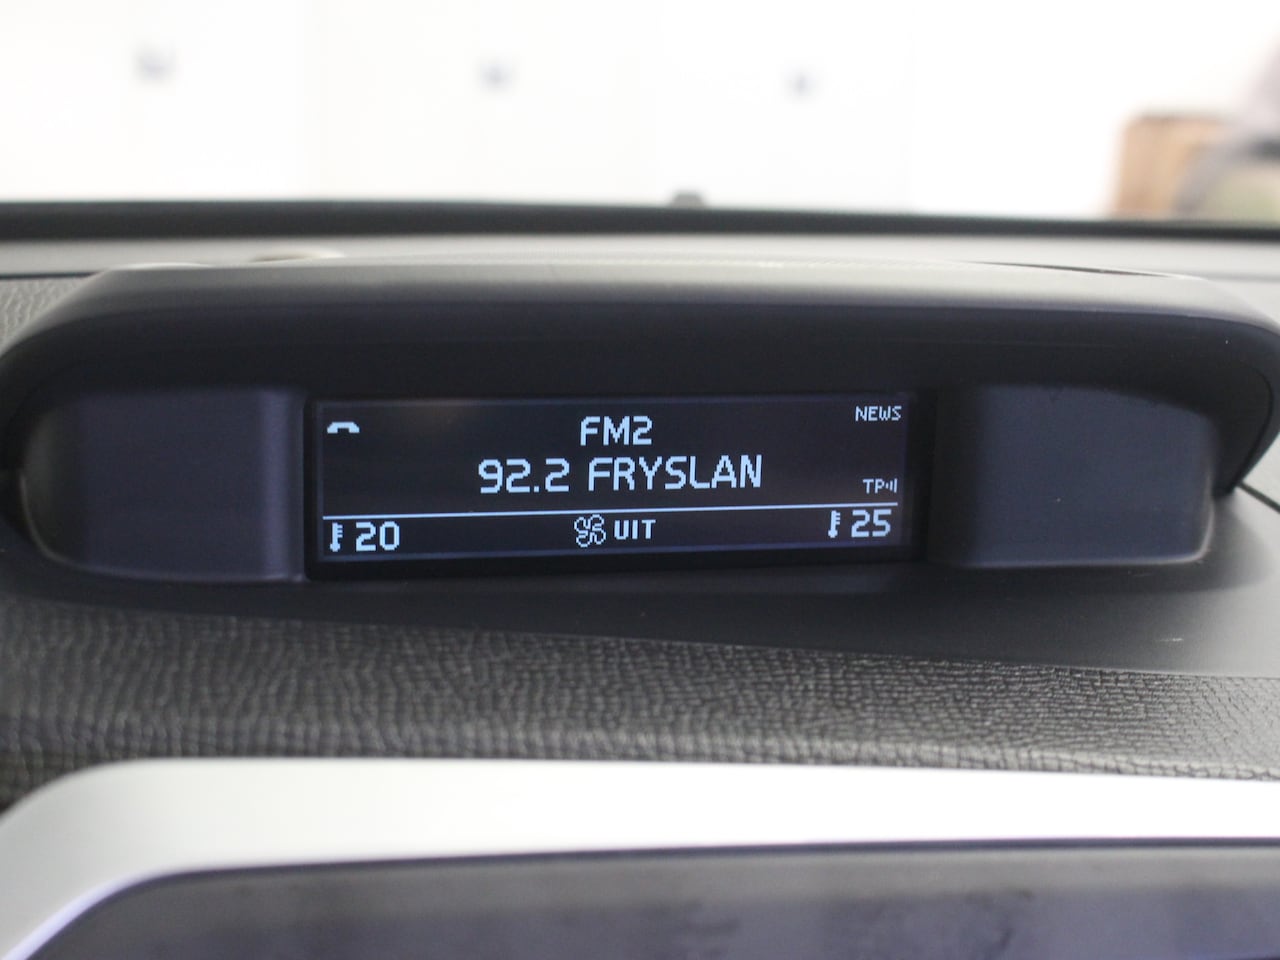 FM2
NEWS
92.2 FRYSLAN
TP
20 UIT 25